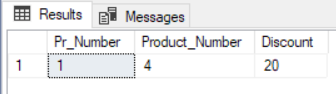 Results Messages
Pr_Number Product_Number Discount
1 1 4 20